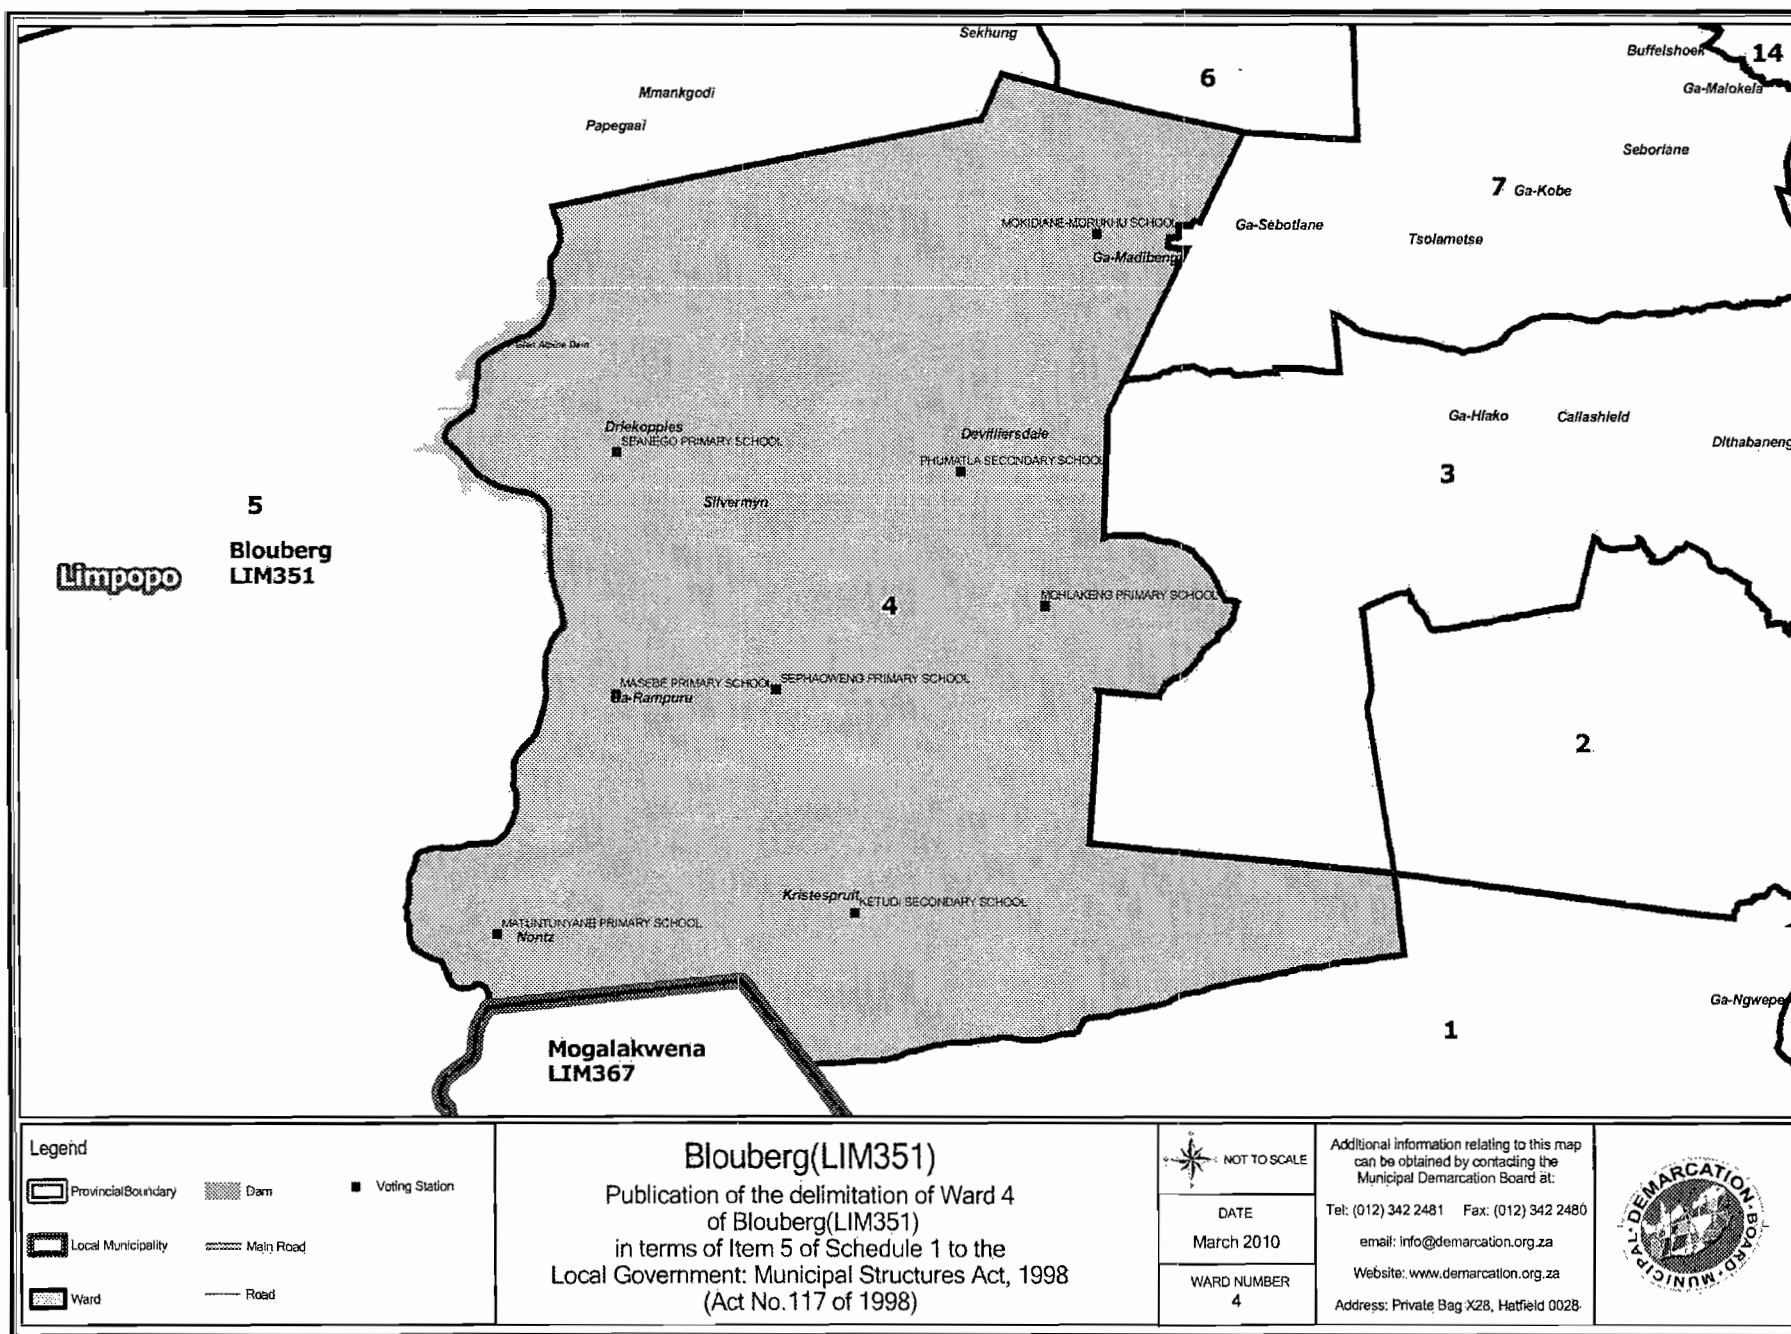 Sekhung
6
Buffelshoek
14
Mmankgodi
Ga-Malokela
Papegaai
Seboriane
7 Ga-Kobe
MOKIDIANE-MORUKHU SCHOOL
Ga-Sebotlane
Tsolametse
Ga-Madibeng
Glen Alpine Dam
Ga-Hlako
Callashield
Driekoppies
SEANEGO PRIMARY SCHOOL
Devilliersdale
Dithabaneng
PHUMATLA SECONDARY SCHOOL
3
5
Silvermyn
Blouberg
LIM351
Limpopo
4
MOHLAKENG PRIMARY SCHOOL
MASEBE PRIMARY SCHOOL
SEPHAOWENG PRIMARY SCHOOL
Ga-Rampuru
2
Kristespruit
KETUDI SECONDARY SCHOOL
MATUNTUNYANE PRIMARY SCHOOL
Nontz
Ga-Ngwepe
1
Mogalakwena
LIM367
Legend
Provincial Boundary
Dam
Voting Station
Local Municipality
Main Road
Ward
Road
Blouberg(LIM351)
Publication of the delimitation of Ward 4
of Blouberg(LIM351)
in terms of Item 5 of Schedule 1 to the
Local Government: Municipal Structures Act, 1998
(Act No.117 of 1998)
NOT TO SCALE
DATE
March 2010
WARD NUMBER
4
Additional information relating to this map
can be obtained by contacting the
Municipal Demarcation Board at:
Tel: (012) 342 2481 Fax: (012) 342 2480
email: info@demarcation.org.za
Website: www.demarcation.org.za
Address: Private Bag X28, Hatfield 0028
MUNICIPAL DEMARCATION BOARD